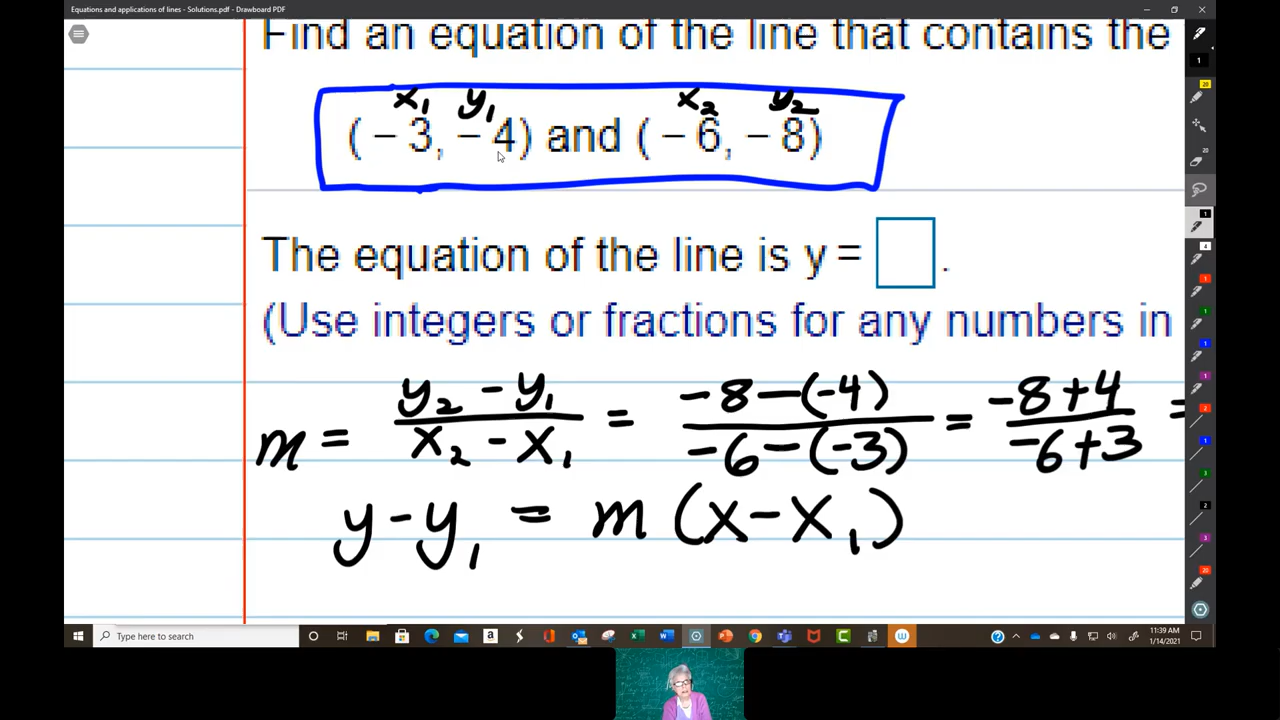 Equations and applications of lines - Solutions.pdf - Drawboard PDF
Find an equation of the line that contains the
x₁ y₁ x₂ y₂
( − 3, − 4) and ( − 6, − 8)
The equation of the line is y = .
(Use integers or fractions for any numbers in
m = (y₂ - y₁)/(x₂ - x₁) = (-8-(-4))/(-6-(-3)) = (-8+4)/(-6+3) =
y - y₁ = m (x - x₁)
Type here to search
11:39 AM
1/14/2021